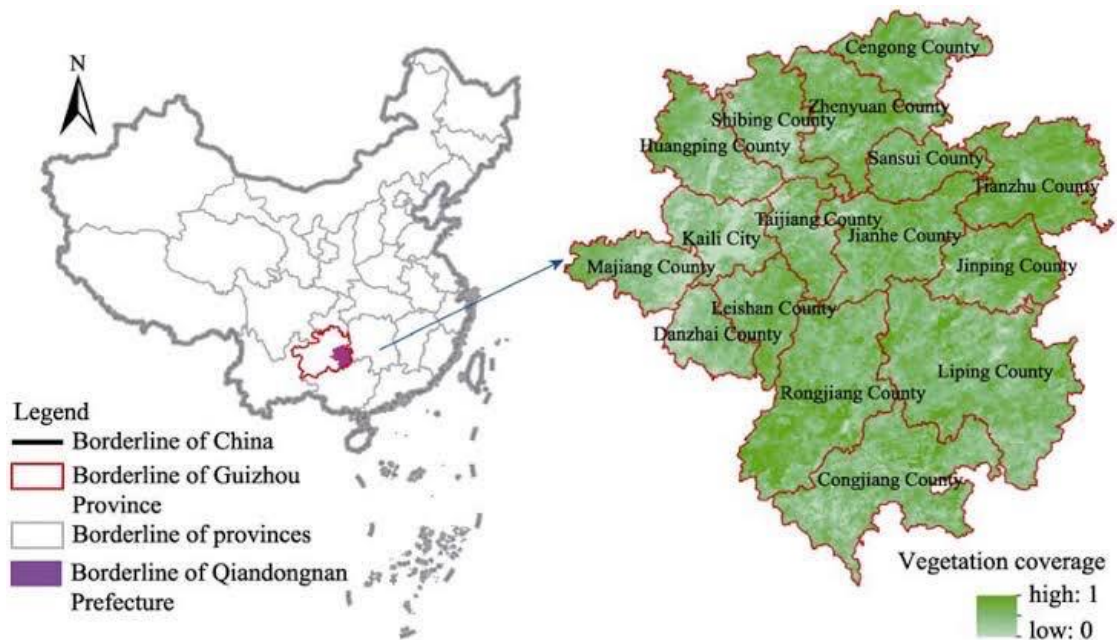 N
Legend
Borderline of China
Borderline of Guizhou
Province
Borderline of provinces
Borderline of Qiandongnan
Prefecture
Cengong County
Zhenyuan County
Shibing County
Huangping County
Sansui County
Tianzhu County
Taijiang County
Kaili City
Jianhe County
Majiang County
Jinping County
Leishan County
Danzhai County
Liping County
Rongjiang County
Congjiang County
Vegetation coverage
high: 1
low: 0